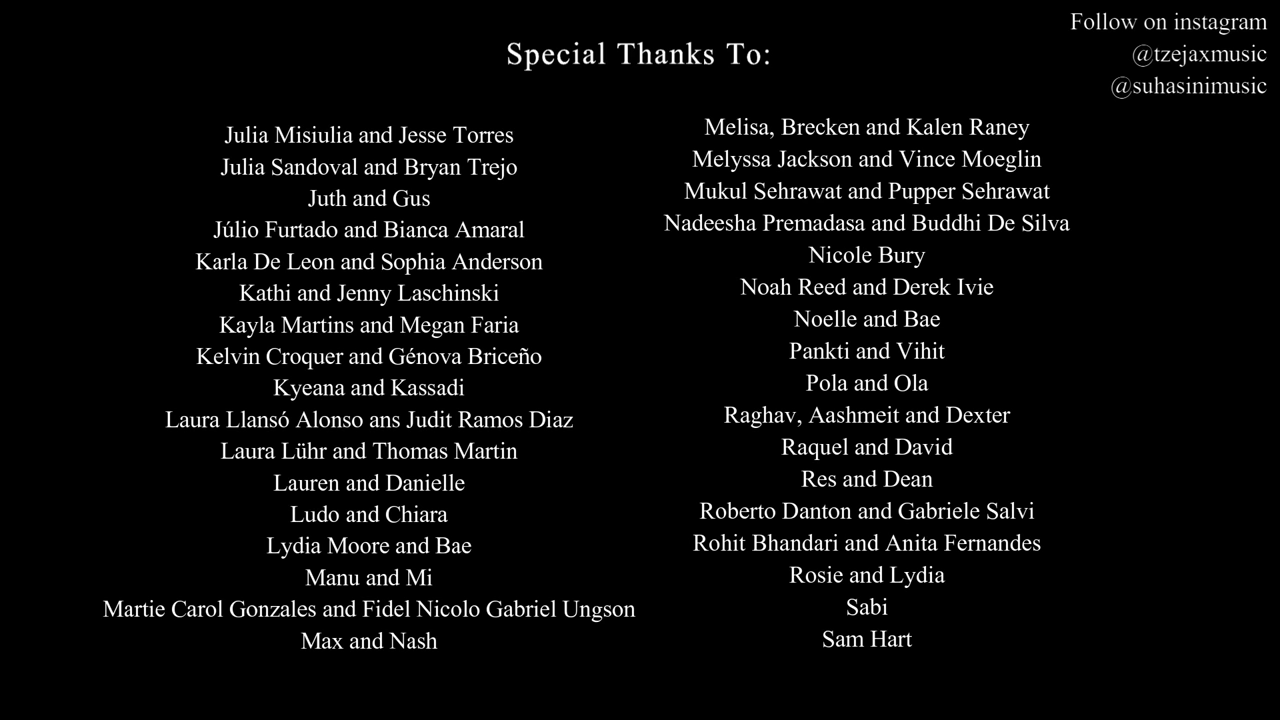 Follow on instagram
@tzejaxmusic
@suhasinimusic
Special Thanks To:
Julia Misiulia and Jesse Torres
Julia Sandoval and Bryan Trejo
Juth and Gus
Júlio Furtado and Bianca Amaral
Karla De Leon and Sophia Anderson
Kathi and Jenny Laschinski
Kayla Martins and Megan Faria
Kelvin Croquer and Génova Briceño
Kyeana and Kassadi
Laura Llansó Alonso ans Judit Ramos Diaz
Laura Lühr and Thomas Martin
Lauren and Danielle
Ludo and Chiara
Lydia Moore and Bae
Manu and Mi
Martie Carol Gonzales and Fidel Nicolo Gabriel Ungson
Max and Nash
Melisa, Brecken and Kalen Raney
Melyssa Jackson and Vince Moeglin
Mukul Sehrawat and Pupper Sehrawat
Nadeesha Premadasa and Buddhi De Silva
Nicole Bury
Noah Reed and Derek Ivie
Noelle and Bae
Pankti and Vihit
Pola and Ola
Raghav, Aashmeit and Dexter
Raquel and David
Res and Dean
Roberto Danton and Gabriele Salvi
Rohit Bhandari and Anita Fernandes
Rosie and Lydia
Sabi
Sam Hart